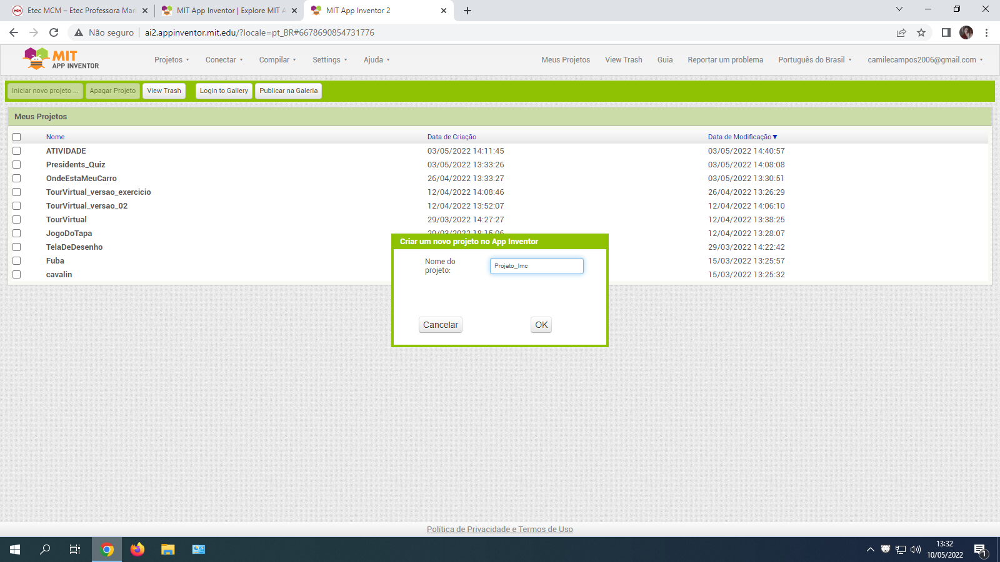 Etec MCM – Etec Professora Mari
MIT App Inventor | Explore MIT A
MIT App Inventor 2
Não seguro
ai2.appinventor.mit.edu/?locale=pt_BR#6678690854731776
MIT
APP INVENTOR
Projetos
Conectar
Compilar
Settings
Ajuda
Meus Projetos
View Trash
Guia
Reportar um problema
Português do Brasil
camilecampos2006@gmail.com
Iniciar novo projeto ...
Apagar Projeto
View Trash
Login to Gallery
Publicar na Galeria
Meus Projetos
Nome Data de Criação Data de Modificação
ATIVIDADE 03/05/2022 14:11:45 03/05/2022 14:40:57
Presidents_Quiz 03/05/2022 13:33:26 03/05/2022 14:08:08
OndeEstaMeuCarro 26/04/2022 13:33:27 03/05/2022 13:30:51
TourVirtual_versao_exercicio 12/04/2022 14:08:46 26/04/2022 13:26:29
TourVirtual_versao_02 12/04/2022 13:52:07 12/04/2022 14:06:10
TourVirtual 29/03/2022 14:27:27 12/04/2022 13:38:25
JogoDoTapa 12/04/2022 13:28:07
TelaDeDesenho 29/03/2022 14:22:42
Fuba 15/03/2022 13:25:57
cavalin 15/03/2022 13:25:32
Criar um novo projeto no App Inventor
Nome do
projeto:
Projeto_Imc
Cancelar
OK
Política de Privacidade e Termos de Uso
13:32
10/05/2022
1